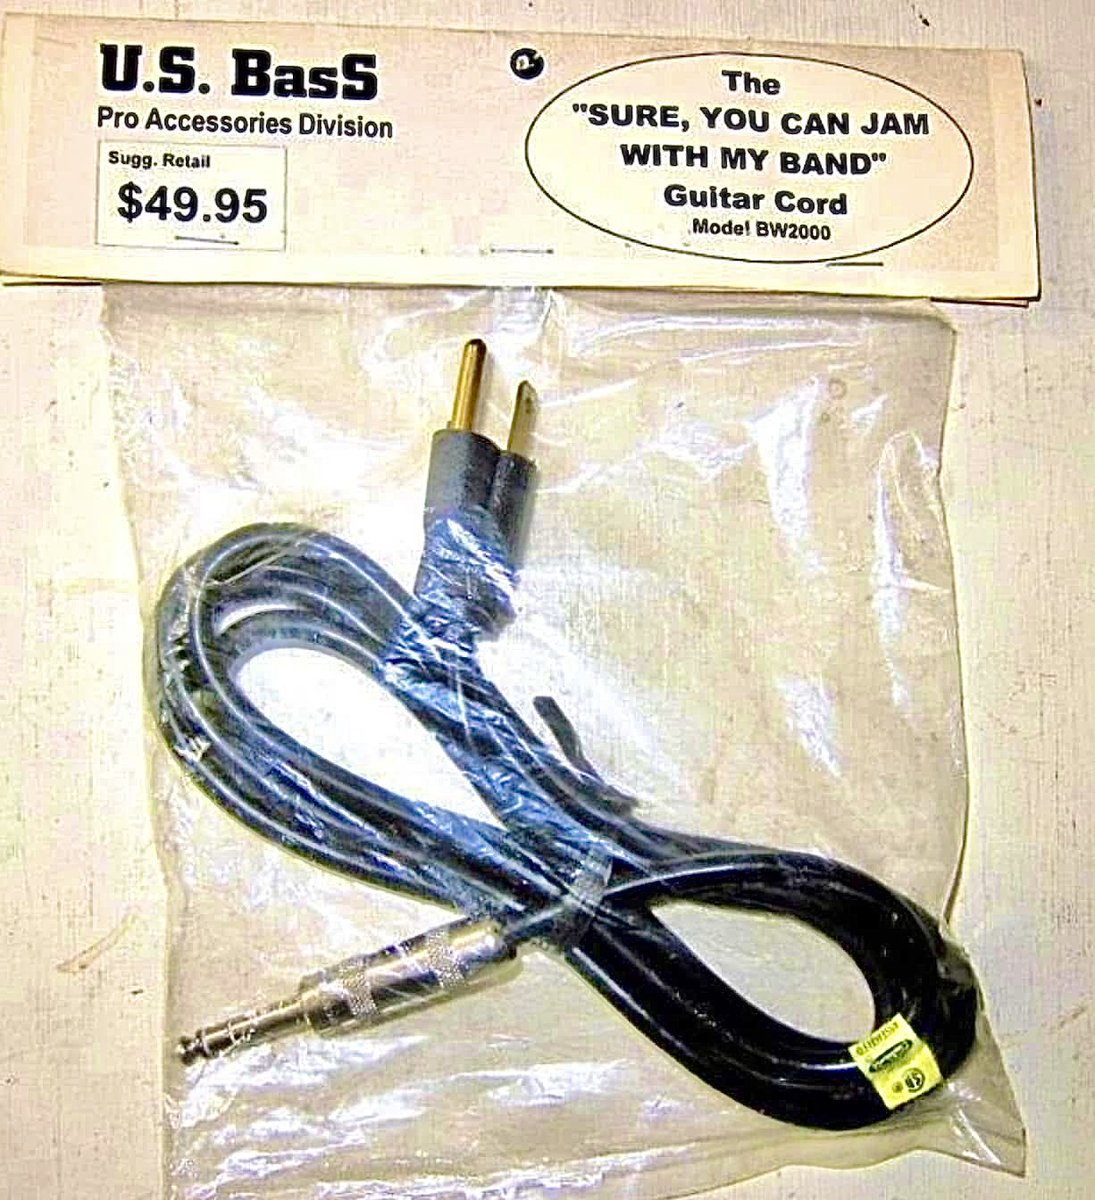 U.S. BasS
Pro Accessories Division
Sugg. Retail
$49.95
The
"SURE, YOU CAN JAM
WITH MY BAND"
Guitar Cord
Model BW2000